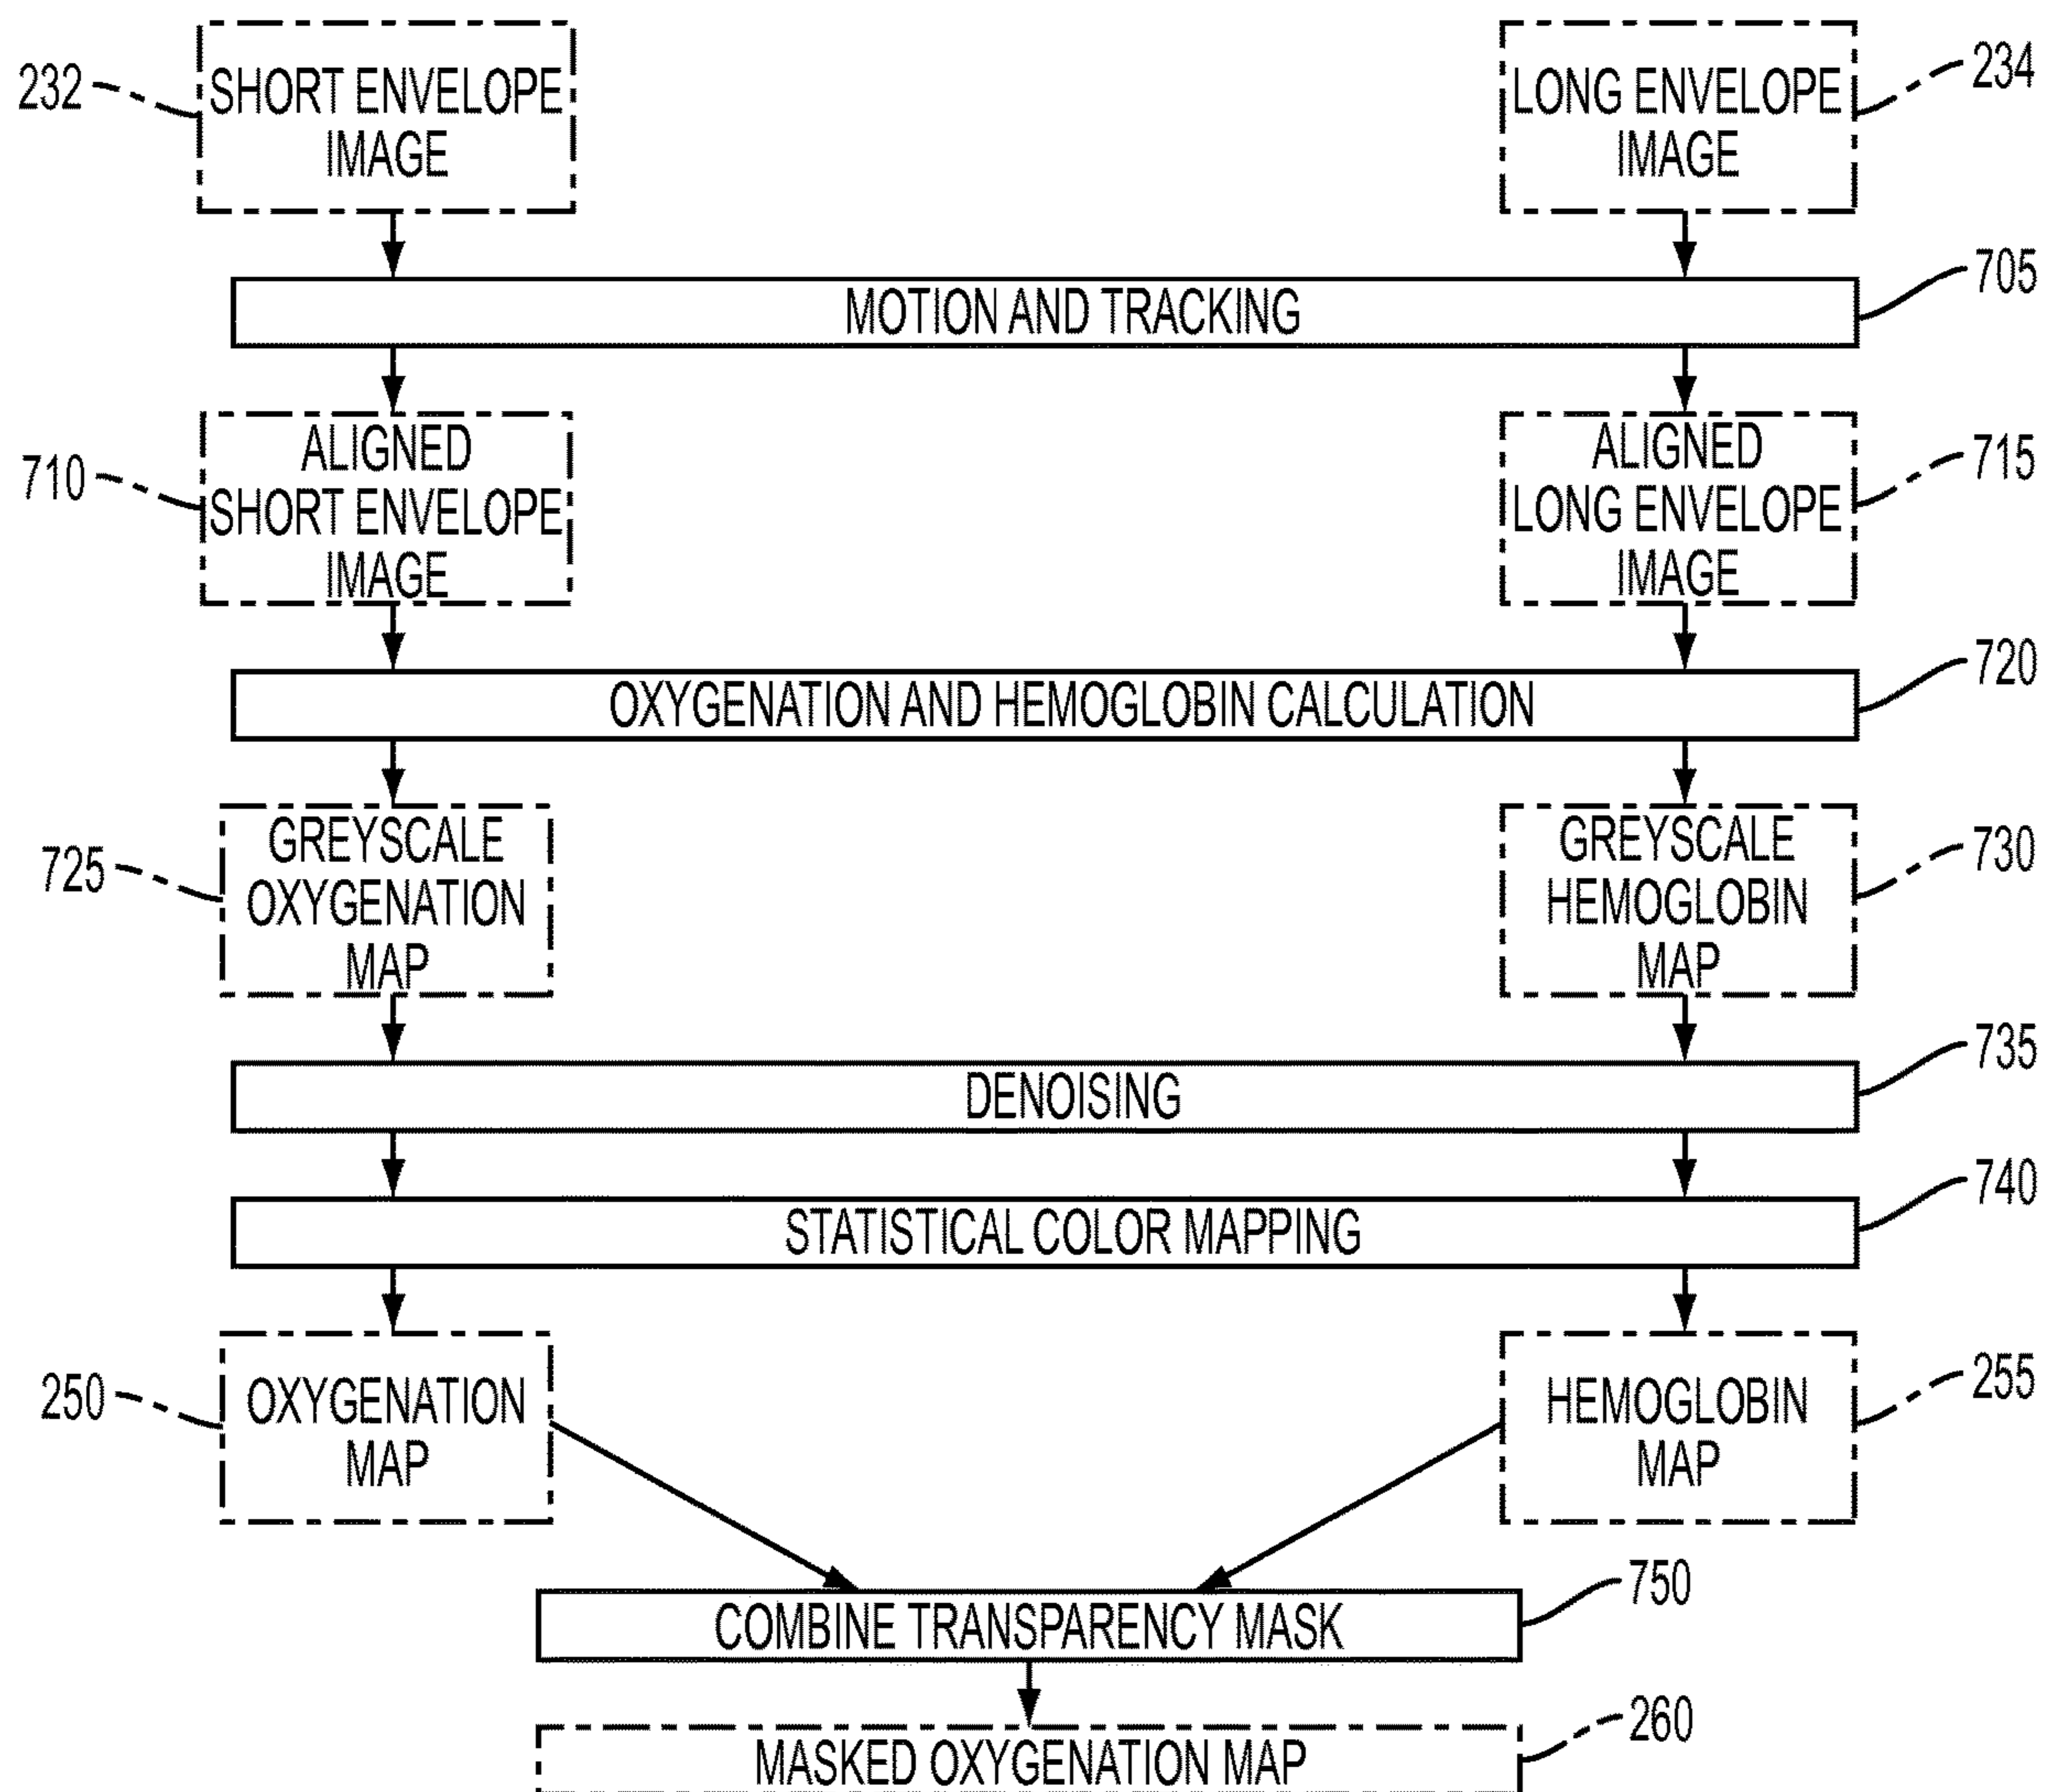 232
SHORT ENVELOPE
IMAGE
LONG ENVELOPE
IMAGE
234
MOTION AND TRACKING
705
710
ALIGNED
SHORT ENVELOPE
IMAGE
ALIGNED
LONG ENVELOPE
IMAGE
715
OXYGENATION AND HEMOGLOBIN CALCULATION
720
725
GREYSCALE
OXYGENATION
MAP
GREYSCALE
HEMOGLOBIN
MAP
730
DENOISING
735
STATISTICAL COLOR MAPPING
740
250
OXYGENATION
MAP
HEMOGLOBIN
MAP
255
COMBINE TRANSPARENCY MASK
750
MASKED OXYGENATION MAP
260